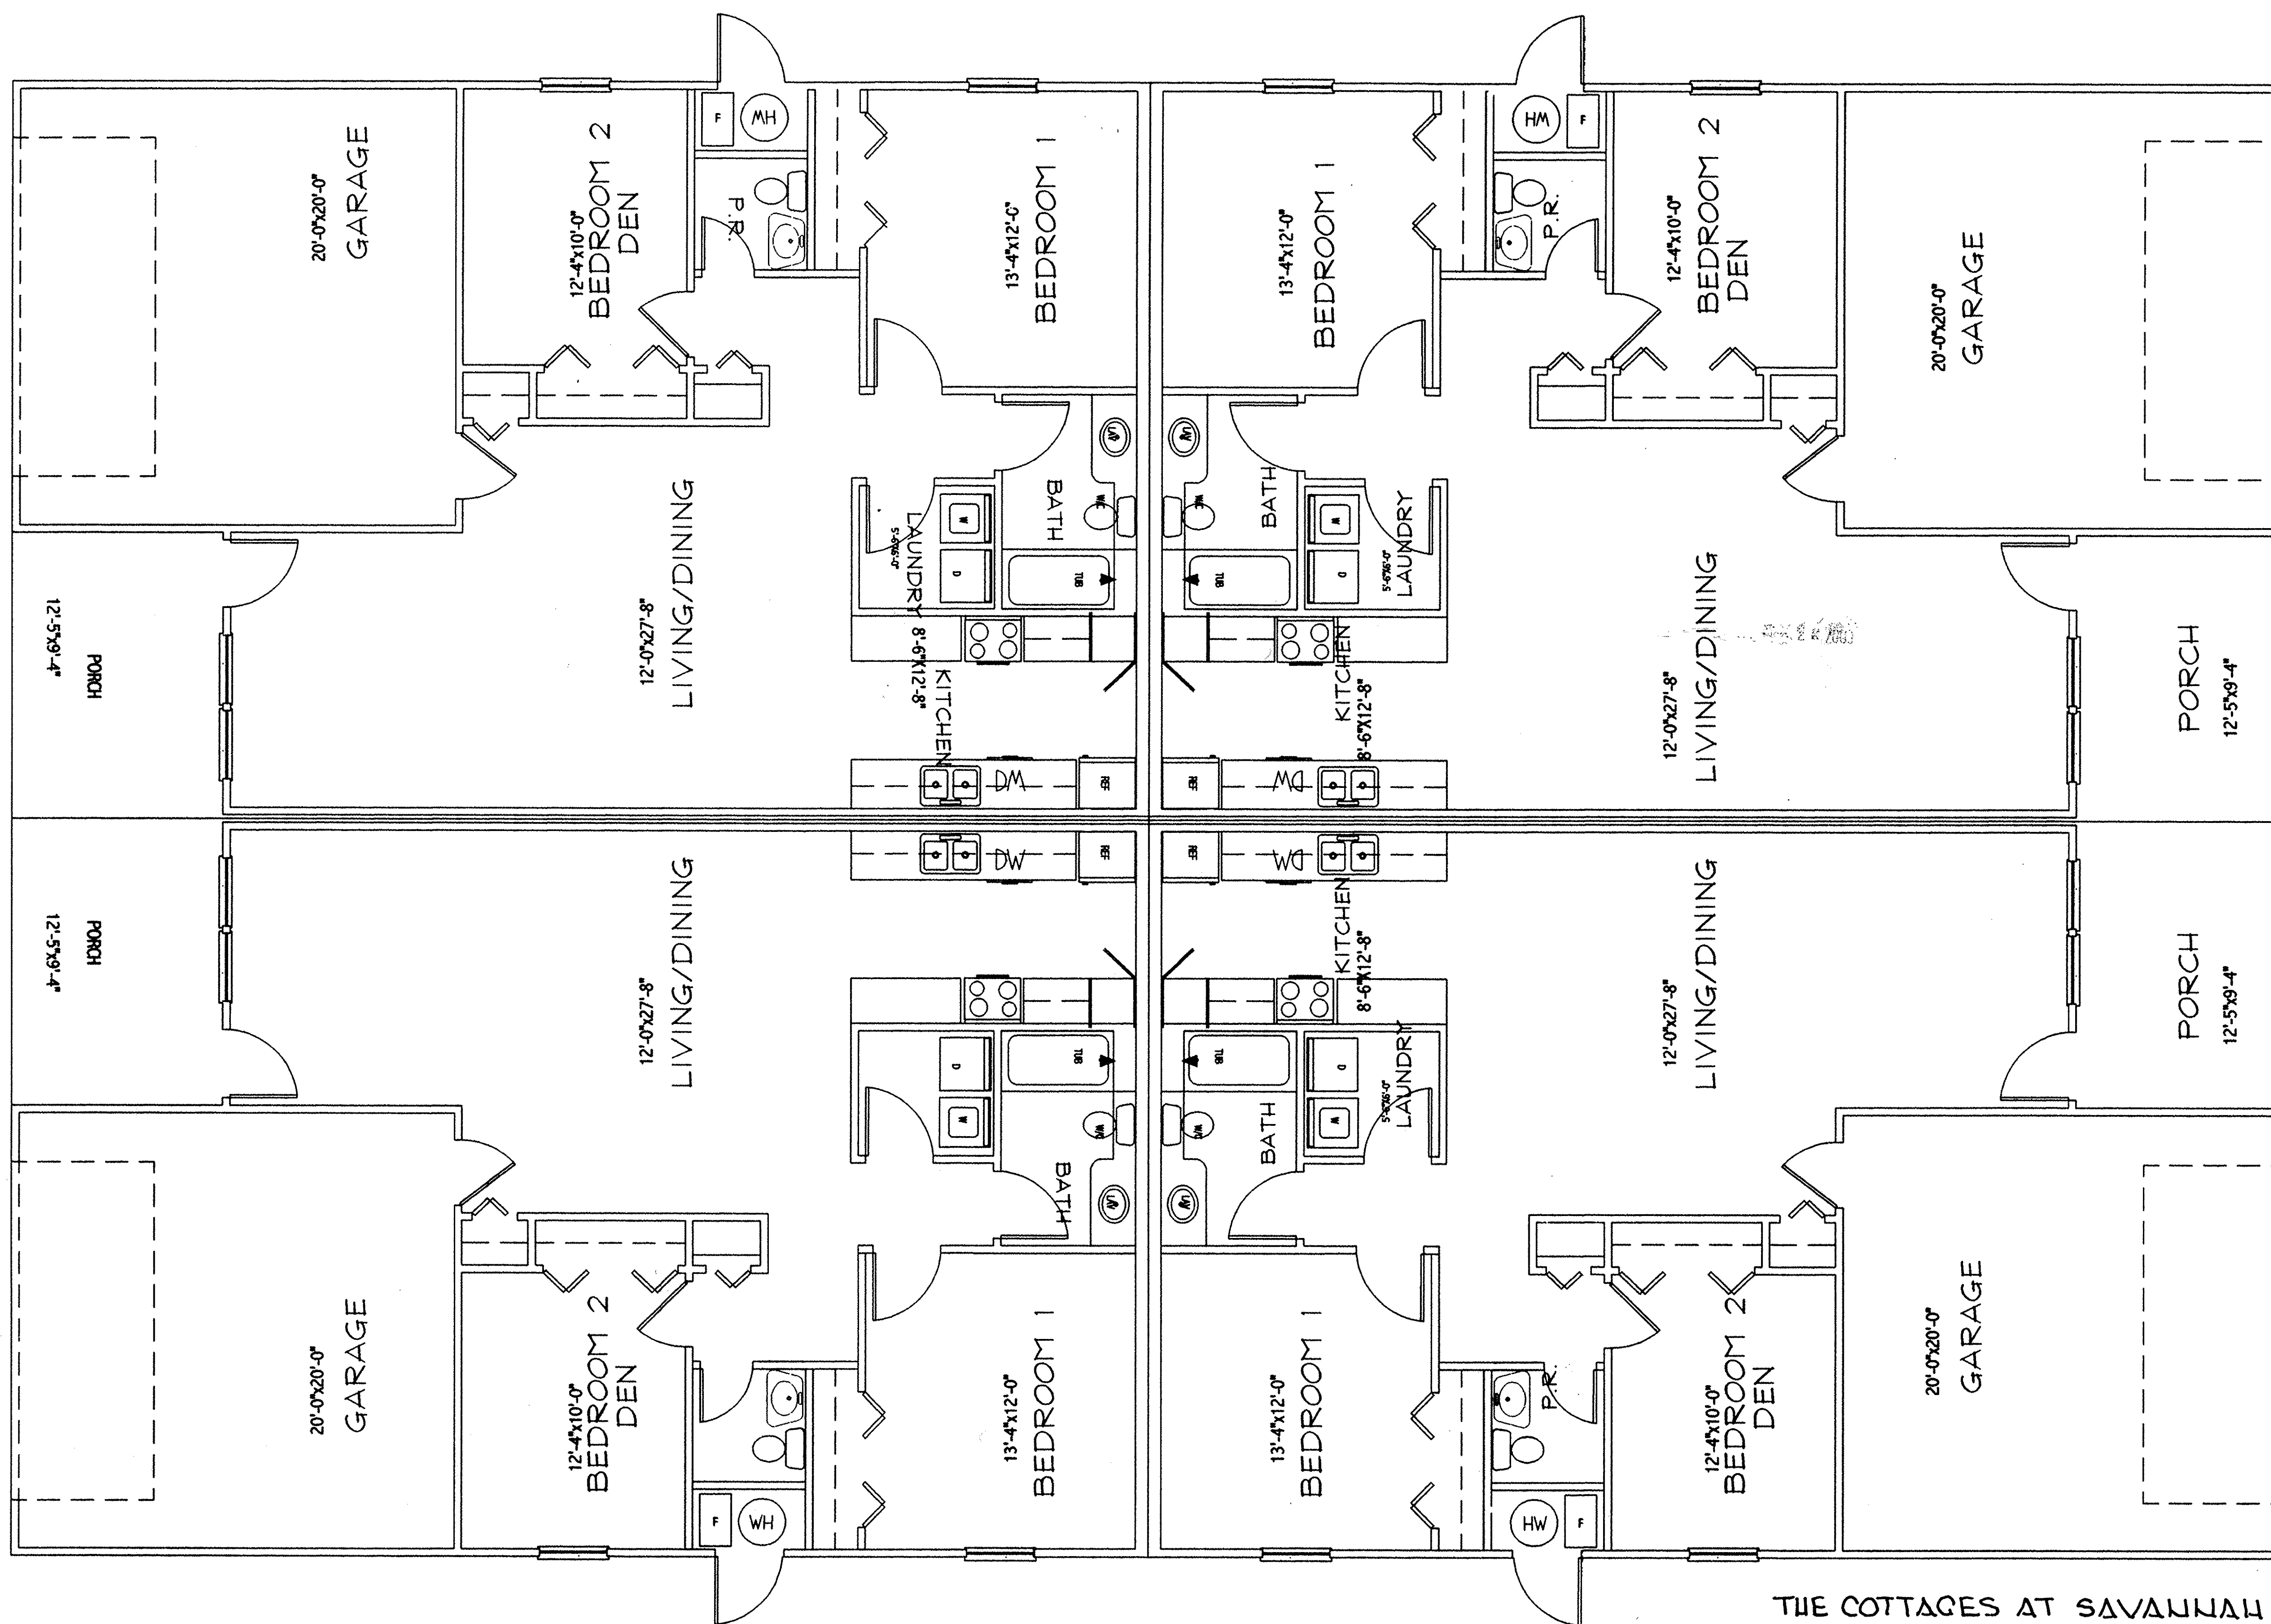 20'-0"x20'-0"
GARAGE
12'-4"x10'-0"
BEDROOM 2
DEN
F
WH
P.R.
13'-4"x12'-0"
BEDROOM 1
LAV
W/C
BATH
TUB
W
D
LAUNDRY
5'-6"X6'-0"
8'-6"X12'-8"
KITCHEN
DW
REF
12'-0"x27'-8"
LIVING/DINING
PORCH
12'-5"x9'-4"
13'-4"x12'-0"
BEDROOM 1
HW
F
P.R.
12'-4"x10'-0"
BEDROOM 2
DEN
20'-0"x20'-0"
GARAGE
LAV
W/C
BATH
TUB
W
D
5'-6"X6'-0"
LAUNDRY
KITCHEN
8'-6"X12'-8"
DW
REF
12'-0"x27'-8"
LIVING/DINING
PORCH
12'-5"x9'-4"
PORCH
12'-5"x9'-4"
12'-0"x27'-8"
LIVING/DINING
DW
REF
TUB
D
W
W/C
BATH
LAV
20'-0"x20'-0"
GARAGE
12'-4"x10'-0"
BEDROOM 2
DEN
F
WH
13'-4"x12'-0"
BEDROOM 1
REF
DW
KITCHEN
8'-6"X12'-8"
12'-0"x27'-8"
LIVING/DINING
PORCH
12'-5"x9'-4"
TUB
D
W
5'-6"X6'-0"
LAUNDRY
W/C
BATH
LAV
13'-4"x12'-0"
BEDROOM 1
P.R.
HW
F
12'-4"x10'-0"
BEDROOM 2
DEN
20'-0"x20'-0"
GARAGE
THE COTTAGES AT SAVANNAH